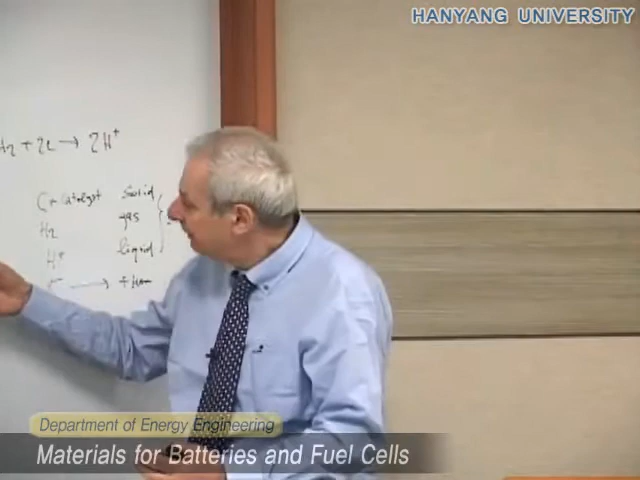 HANYANG UNIVERSITY
H2 + 2e → 2H+
Catalyst Solid
H2 gas
H+ liquid
e- →
Department of Energy Engineering
Materials for Batteries and Fuel Cells